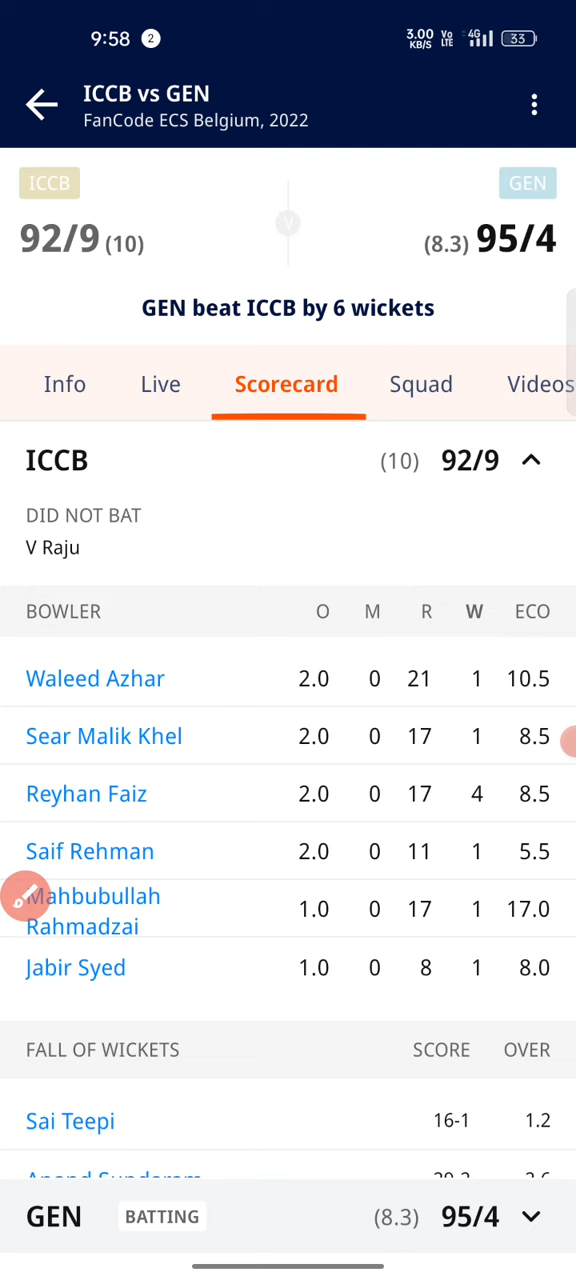 9:58 2 3.00 KB/S Vo LTE 4G 33
ICCB vs GEN
FanCode ECS Belgium, 2022
ICCB V GEN
92/9 (10) (8.3) 95/4
GEN beat ICCB by 6 wickets
Info Live Scorecard Squad Videos
ICCB (10) 92/9
DID NOT BAT
V Raju
BOWLER O M R W ECO
Waleed Azhar 2.0 0 21 1 10.5
Sear Malik Khel 2.0 0 17 1 8.5
Reyhan Faiz 2.0 0 17 4 8.5
Saif Rehman 2.0 0 11 1 5.5
Mahbubullah
Rahmadzai 1.0 0 17 1 17.0
Jabir Syed 1.0 0 8 1 8.0
FALL OF WICKETS SCORE OVER
Sai Teepi 16-1 1.2
GEN BATTING (8.3) 95/4